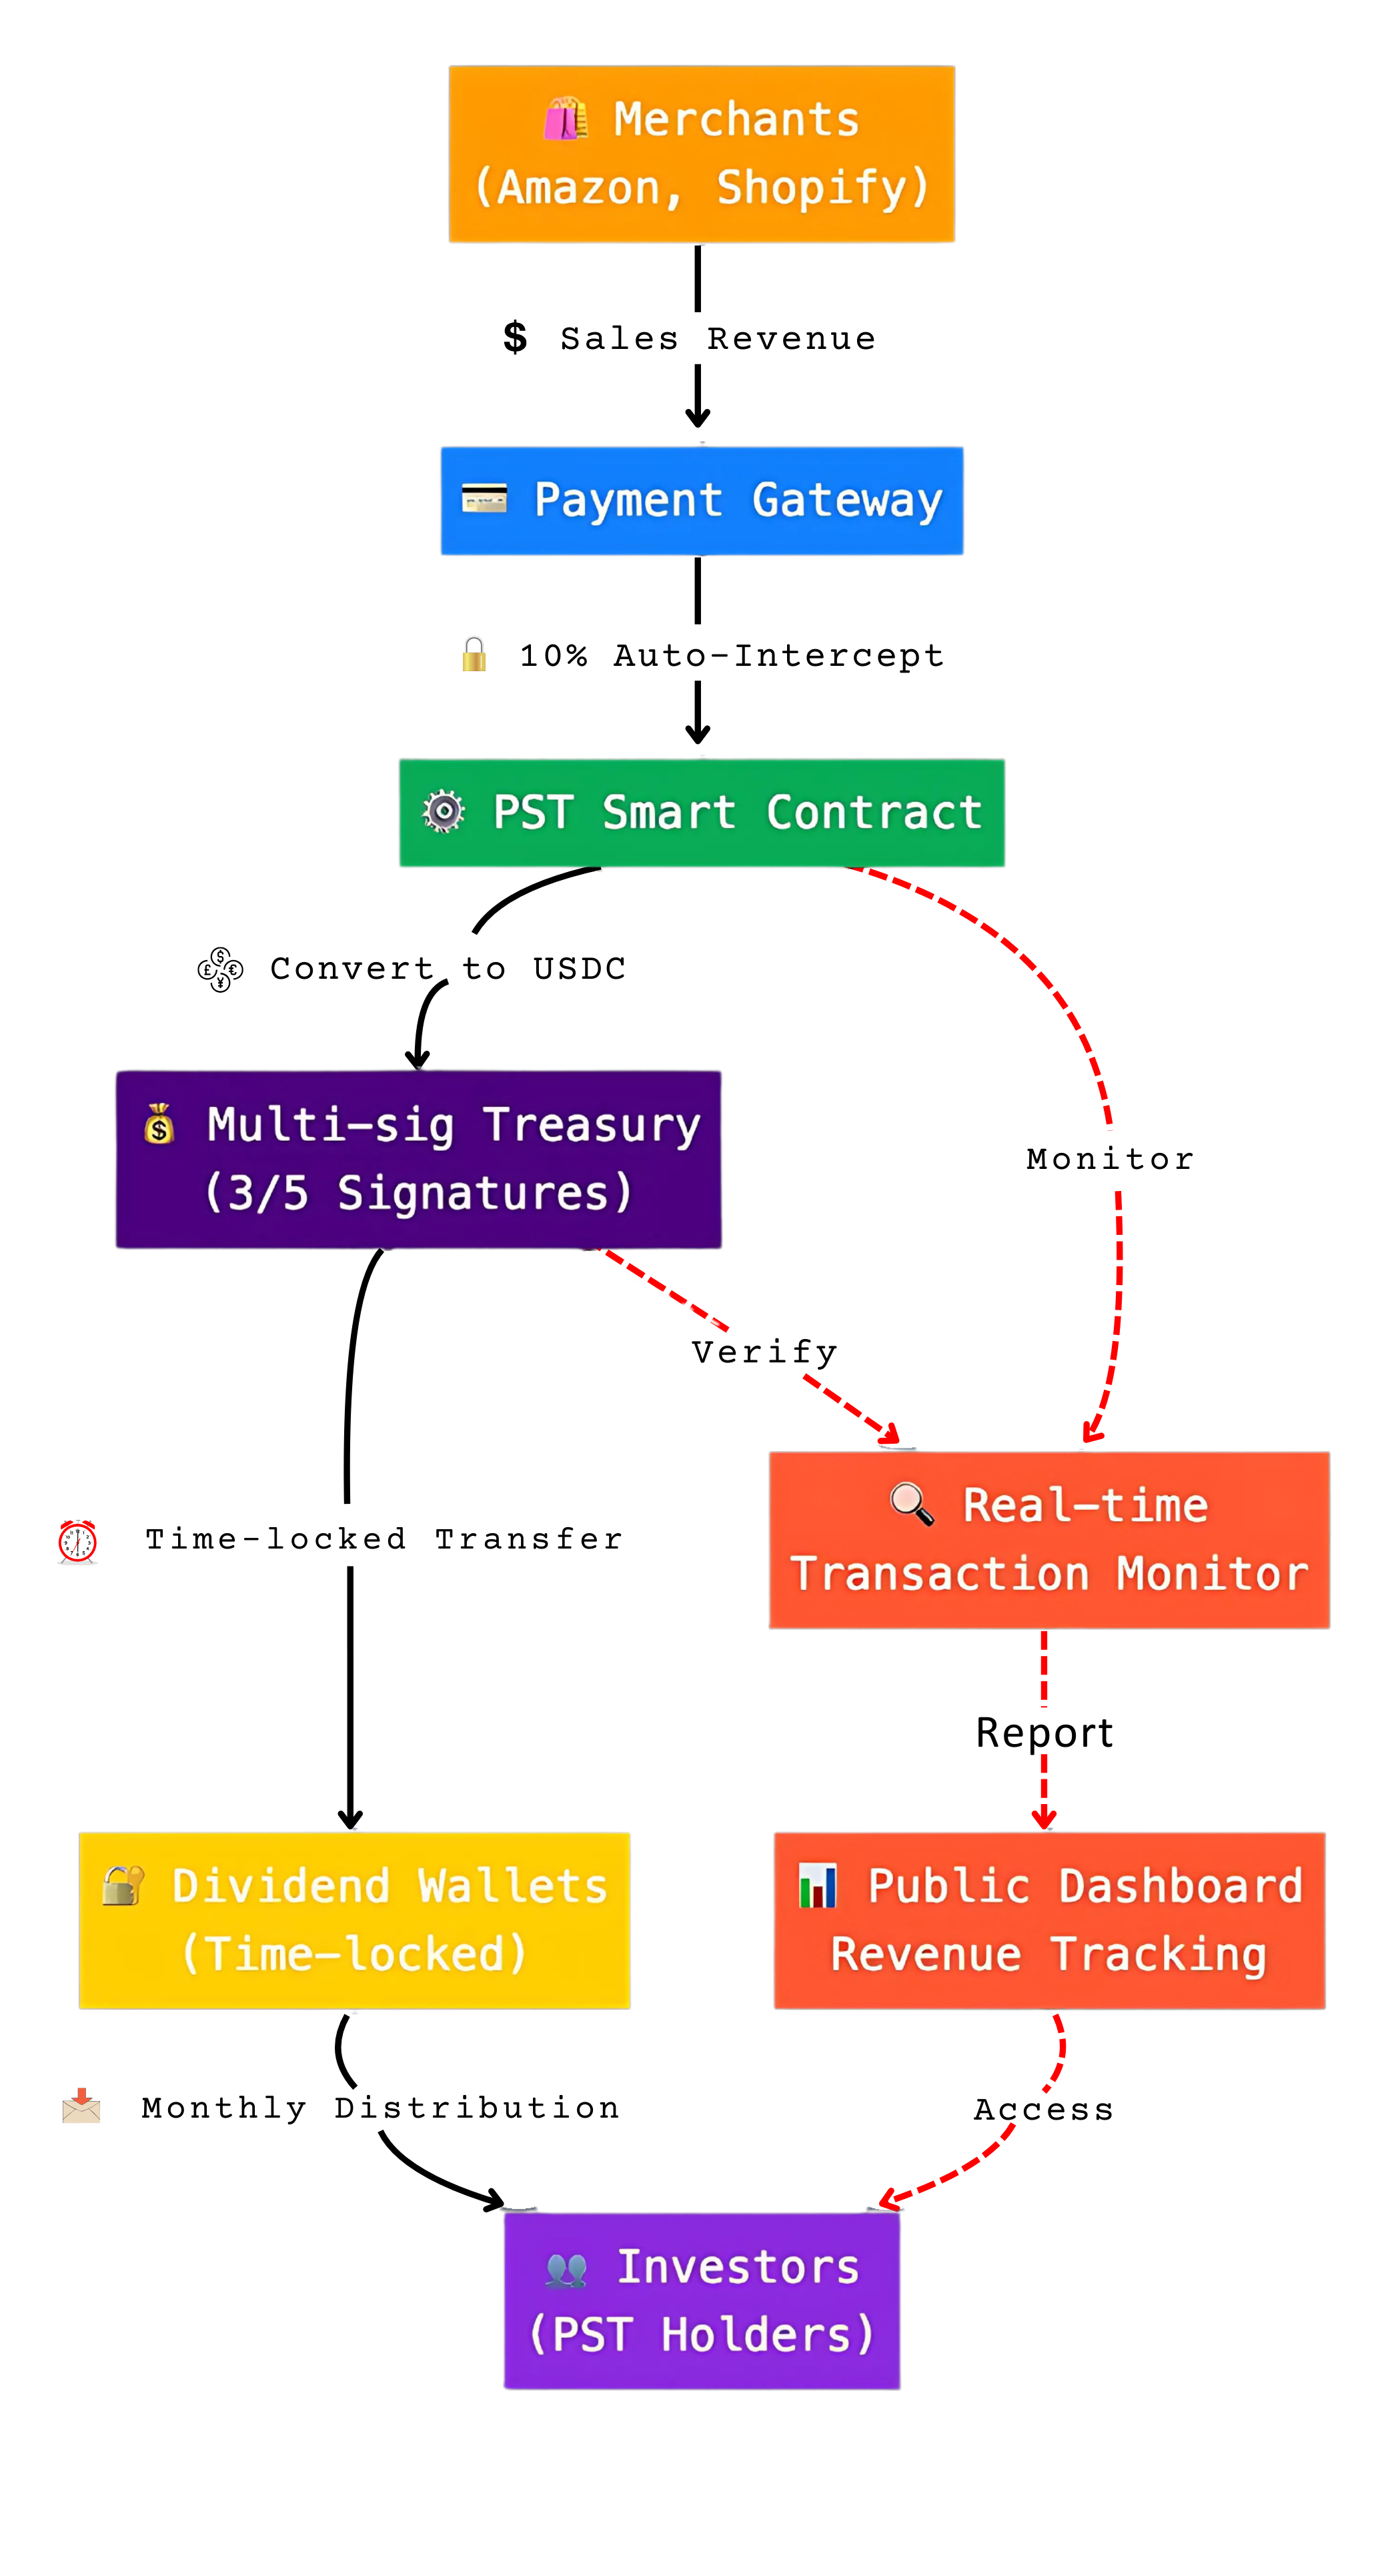 Merchants
(Amazon, Shopify)
$ Sales Revenue
Payment Gateway
10% Auto-Intercept
PST Smart Contract
Convert to USDC
Multi-sig Treasury
(3/5 Signatures)
Monitor
Verify
Real-time
Transaction Monitor
Time-locked Transfer
Report
Dividend Wallets
(Time-locked)
Public Dashboard
Revenue Tracking
Monthly Distribution
Access
Investors
(PST Holders)